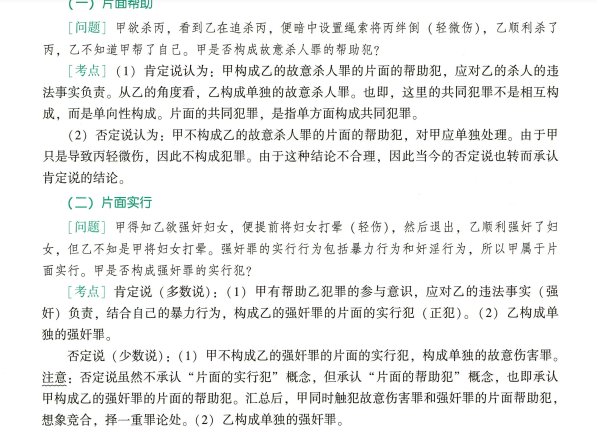 （一）片面帮助
［问题］甲欲杀丙，看到乙在追杀丙，便暗中设置绳索将丙绊倒（轻微伤），乙顺利杀了
丙，乙不知道甲帮了自己。甲是否构成故意杀人罪的帮助犯？
［考点］（1）肯定说认为：甲构成乙的故意杀人罪的片面的帮助犯，应对乙的杀人的违
法事实负责。从乙的角度看，乙构成单独的故意杀人罪。也即，这里的共同犯罪不是相互构
成，而是单向性构成。片面的共同犯罪，是指单方面构成共同犯罪。
（2）否定说认为：甲不构成乙的故意杀人罪的片面的帮助犯，对甲应单独处理。由于甲
只是导致丙轻微伤，因此不构成犯罪。由于这种结论不合理，因此当今的否定说也转而承认
肯定说的结论。
（二）片面实行
［问题］甲得知乙欲强奸妇女，便提前将妇女打晕（轻伤），然后退出，乙顺利强奸了妇
女，但乙不知是甲将妇女打晕。强奸罪的实行行为包括暴力行为和奸淫行为，所以甲属于片
面实行。甲是否构成强奸罪的实行犯？
［考点］肯定说（多数说）：（1）甲有帮助乙犯罪的参与意识，应对乙的违法事实（强
奸）负责，结合自己的暴力行为，构成乙的强奸罪的片面的实行犯（正犯）。（2）乙构成单
独的强奸罪。
否定说（少数说）：（1）甲不构成乙的强奸罪的片面的实行犯，构成单独的故意伤害罪。
注意：否定说虽然不承认“片面的实行犯”概念，但承认“片面的帮助犯”概念，也即承认
甲构成乙的强奸罪的片面的帮助犯。汇总后，甲同时触犯故意伤害罪和强奸罪的片面帮助犯，
想象竞合，择一重罪论处。（2）乙构成单独的强奸罪。